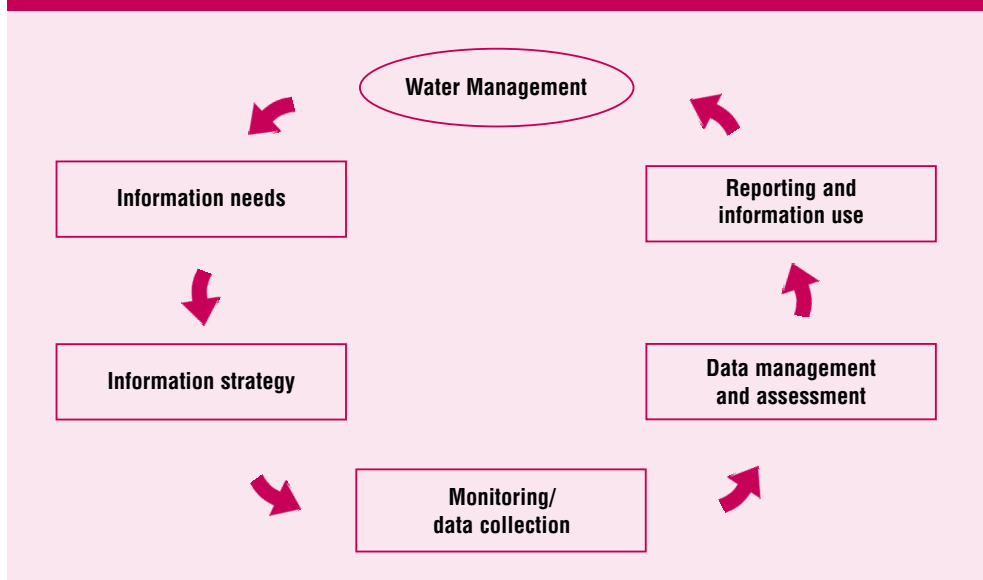 Water Management
Information needs
Reporting and
information use
Information strategy
Data management
and assessment
Monitoring/
data collection